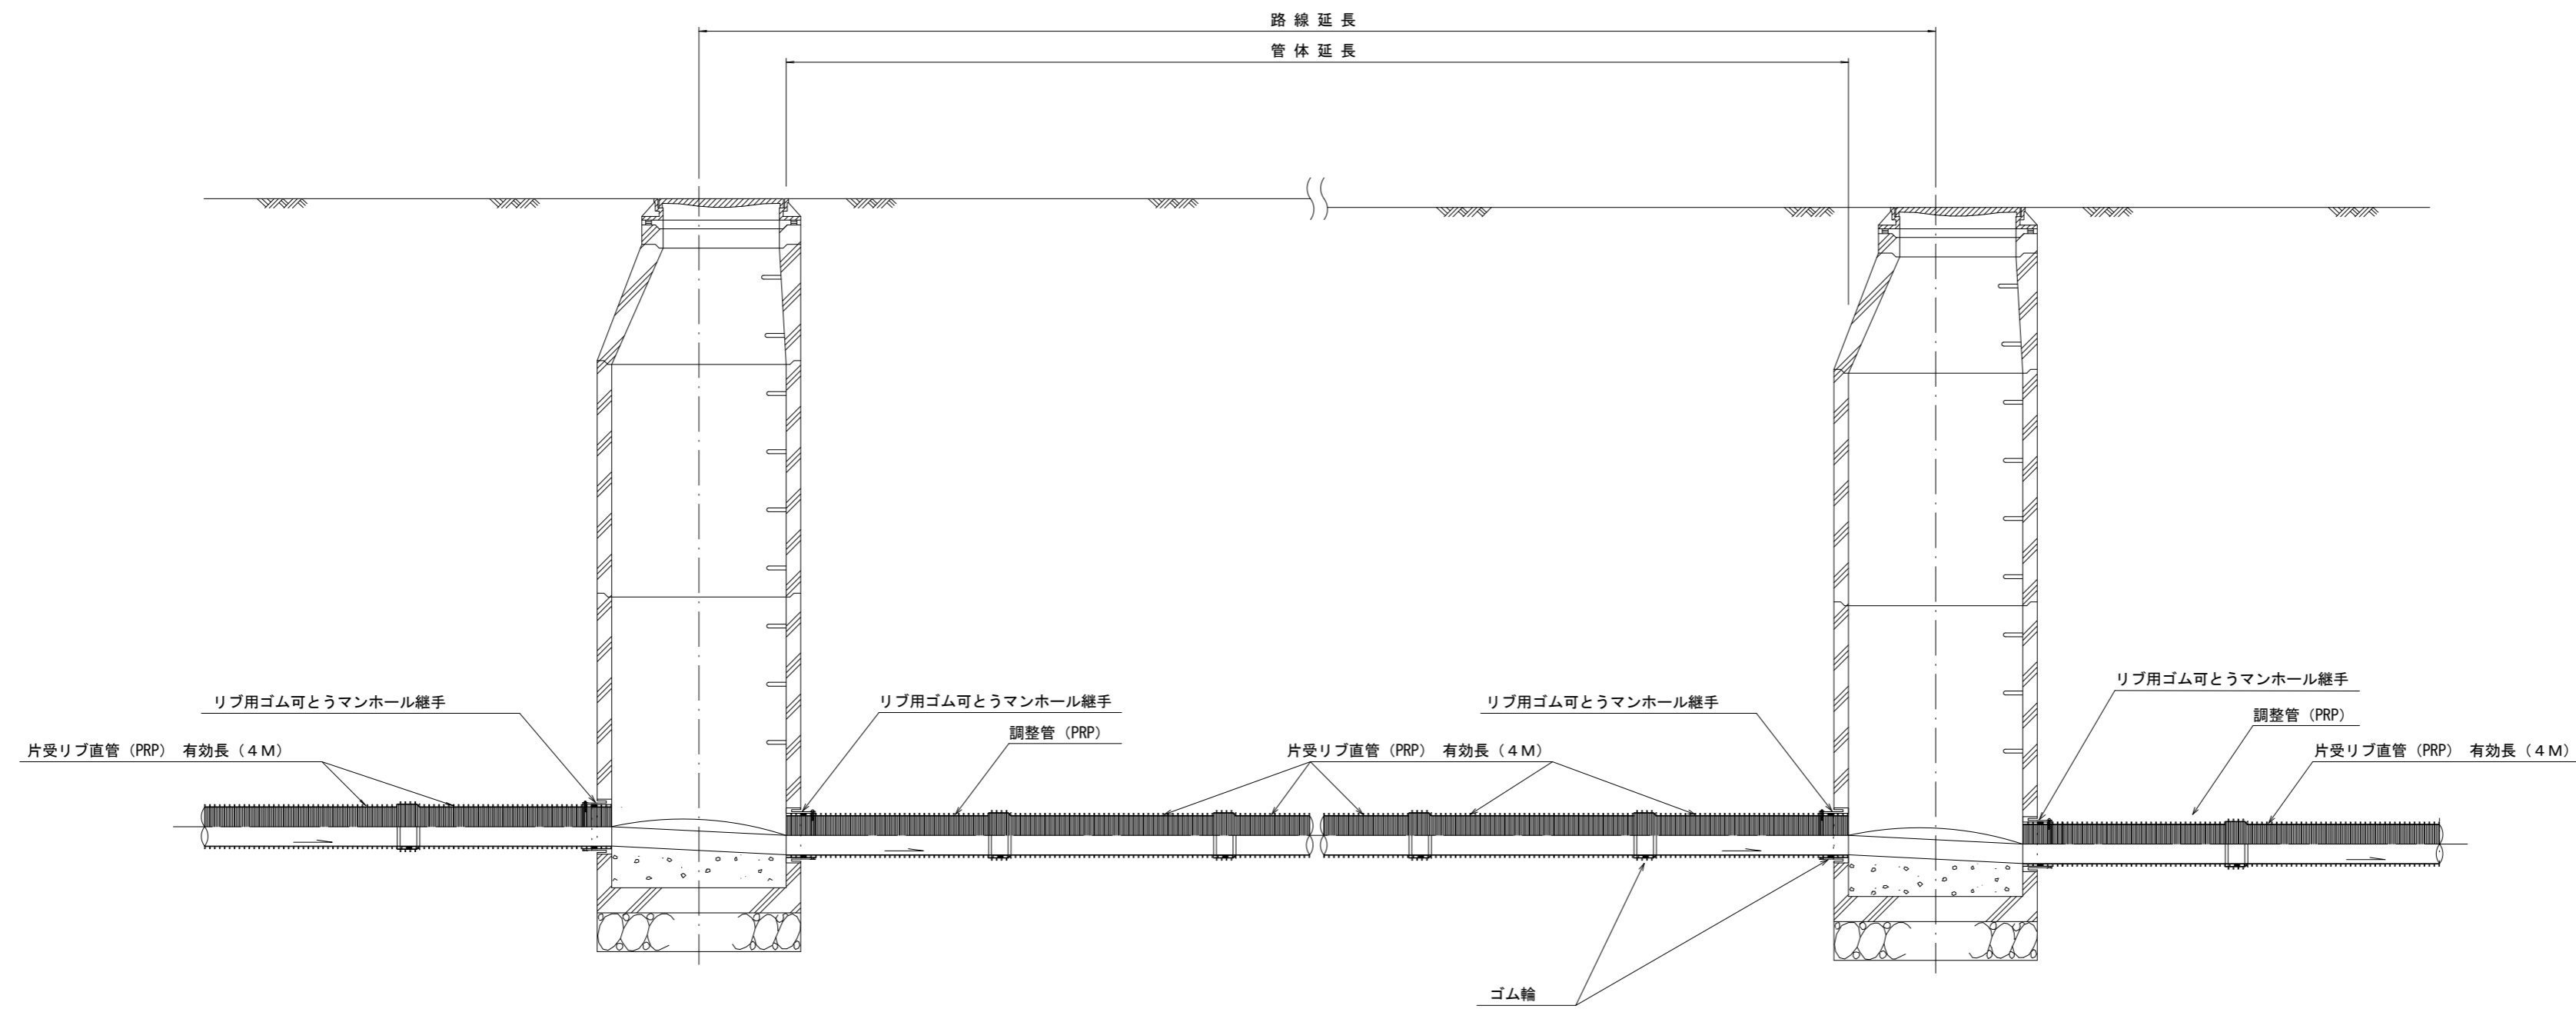 路 線 延 長
管 体 延 長
リブ用ゴム可とうマンホール継手
片受リブ直管（PRP） 有効長（４Ｍ）
リブ用ゴム可とうマンホール継手
調整管（PRP）
片受リブ直管（PRP） 有効長（４Ｍ）
リブ用ゴム可とうマンホール継手
リブ用ゴム可とうマンホール継手
調整管（PRP）
片受リブ直管（PRP） 有効長（４Ｍ）
ゴム輪